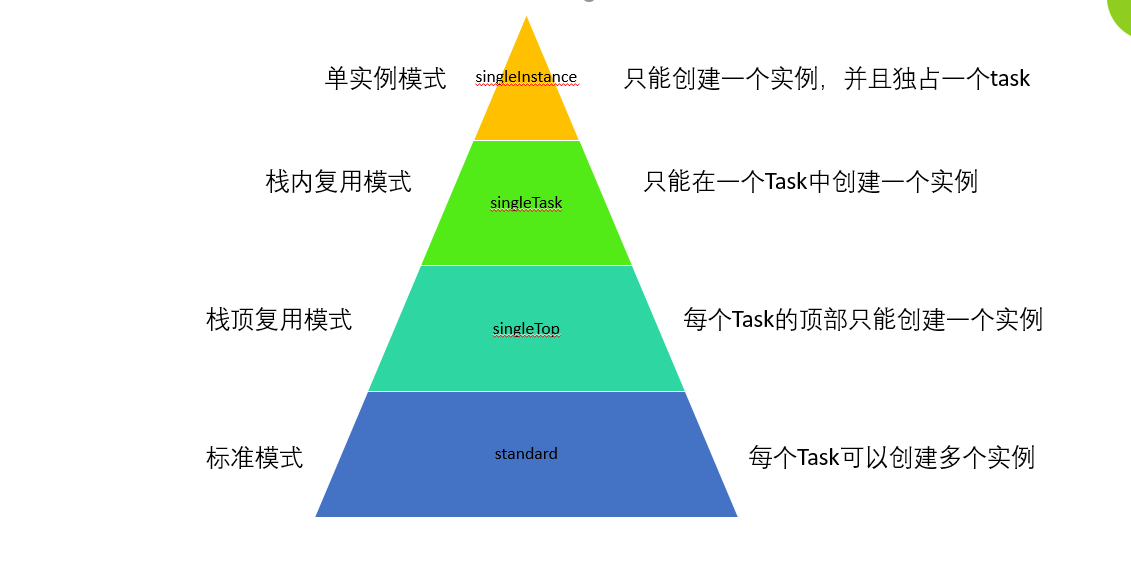 单实例模式 singleInstance 只能创建一个实例，并且独占一个task
栈内复用模式 singleTask 只能在一个Task中创建一个实例
栈顶复用模式 singleTop 每个Task的顶部只能创建一个实例
标准模式 standard 每个Task可以创建多个实例